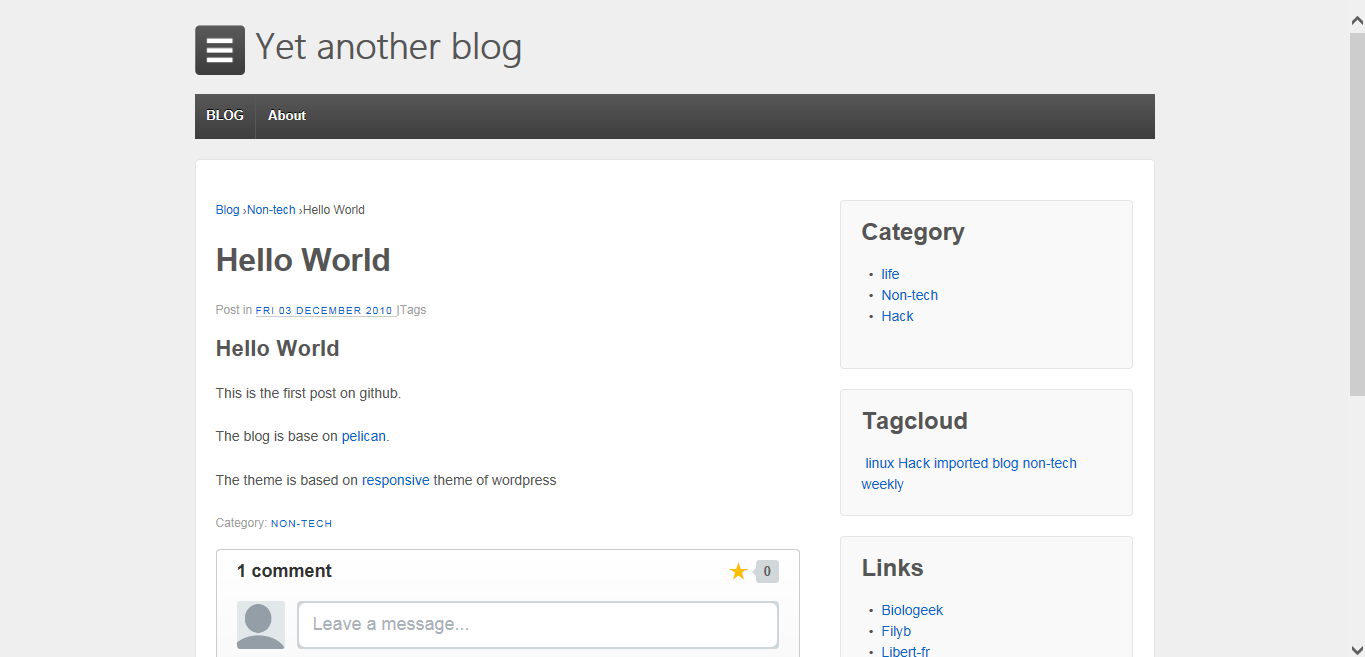 Yet another blog
BLOG
About
Blog ›Non-tech ›Hello World
Hello World
Post in FRI 03 DECEMBER 2010 |Tags
Hello World
This is the first post on github.
The blog is base on pelican.
The theme is based on responsive theme of wordpress
Category: NON-TECH
1 comment
0
Leave a message...
Category
• life
• Non-tech
• Hack
Tagcloud
linux Hack imported blog non-tech
weekly
Links
• Biologeek
• Filyb
• Libert-fr